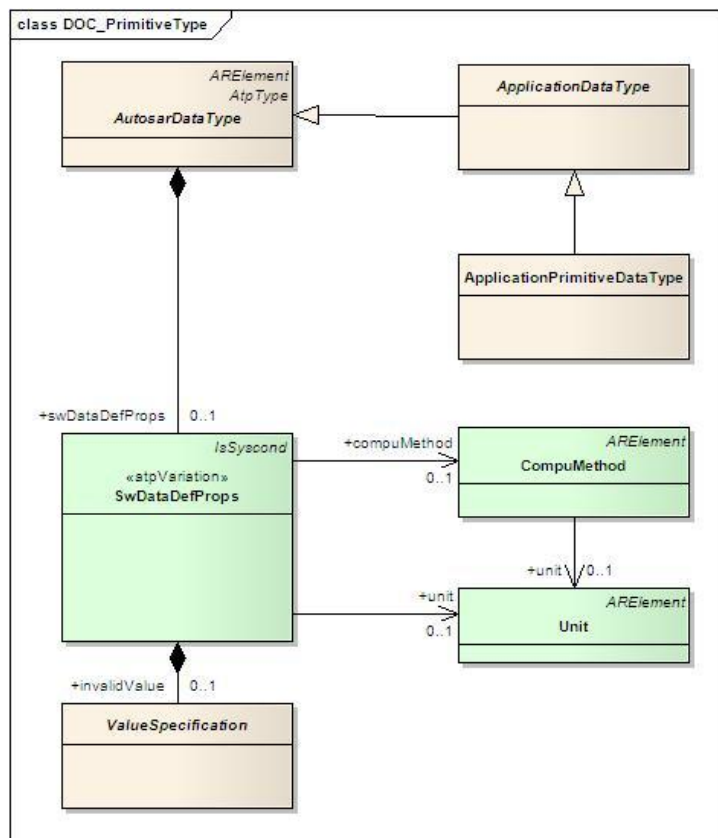 class DOC_PrimitiveType
ARElement
AtpType
AutosarDataType
ApplicationDataType
ApplicationPrimitiveDataType
+swDataDefProps 0..1
IsSyscond
«atpVariation»
SwDataDefProps
+compuMethod
0..1
ARElement
CompuMethod
+unit 0..1
+unit
0..1
ARElement
Unit
+invalidValue 0..1
ValueSpecification